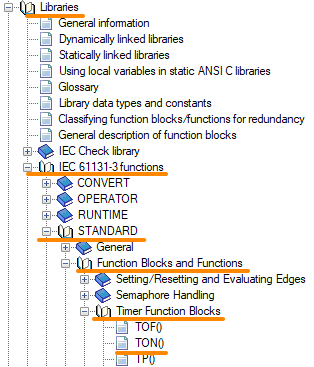 Libraries
General information
Dynamically linked libraries
Statically linked libraries
Using local variables in static ANSI C libraries
Glossary
Library data types and constants
Classifying function blocks/functions for redundancy
General description of function blocks
IEC Check library
IEC 61131-3 functions
CONVERT
OPERATOR
RUNTIME
STANDARD
General
Function Blocks and Functions
Setting/Resetting and Evaluating Edges
Semaphore Handling
Timer Function Blocks
TOF()
TON()
TP()